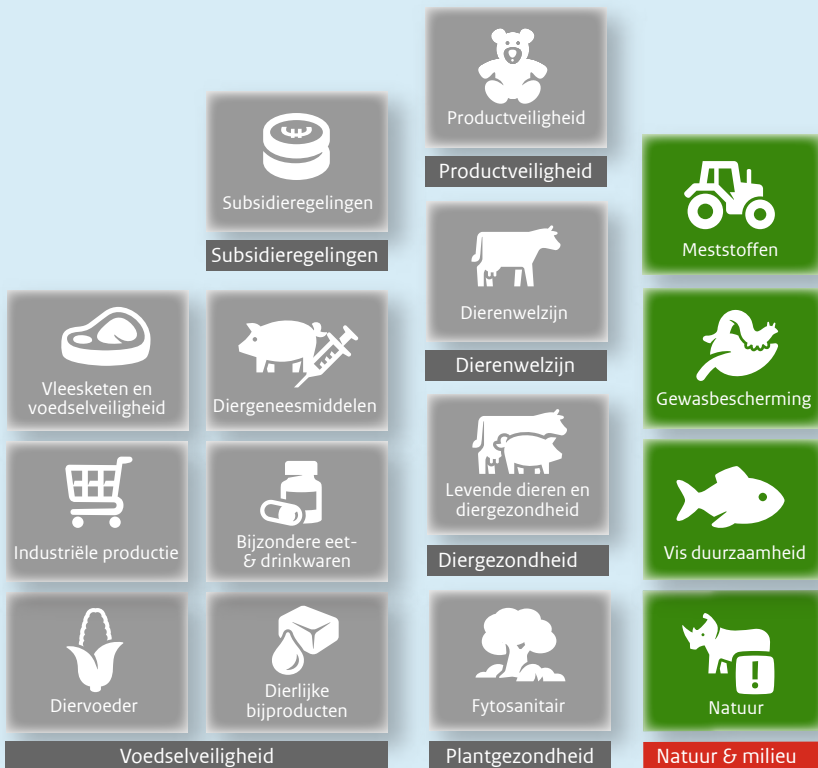 Productveiligheid
Productveiligheid
Subsidieregelingen
Subsidieregelingen
Meststoffen
Dierenwelzijn
Dierenwelzijn
Vleesketen en
voedselveiligheid
Diergeneesmiddelen
Gewasbescherming
Levende dieren en
diergezondheid
Diergezondheid
Industriële productie
Bijzondere eet-
& drinkwaren
Vis duurzaamheid
Diervoeder
Dierlijke
bijproducten
Fytosanitair
Natuur
Voedselveiligheid
Plantgezondheid
Natuur & milieu